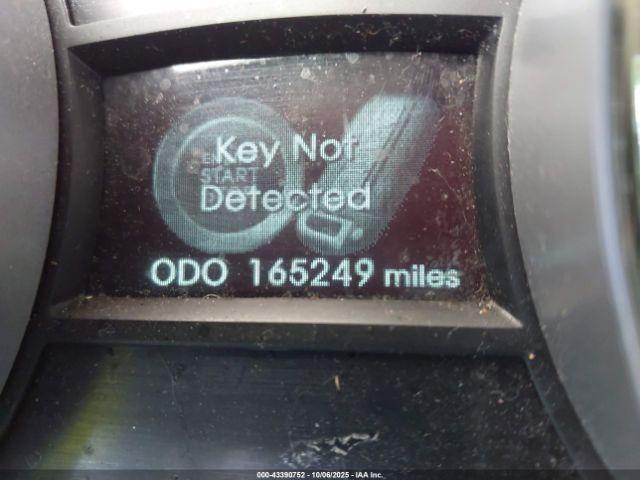 Key Not
START
Detected
ODO 165249 miles
000-43390752 | 10/06/2025 - IAA Inc.